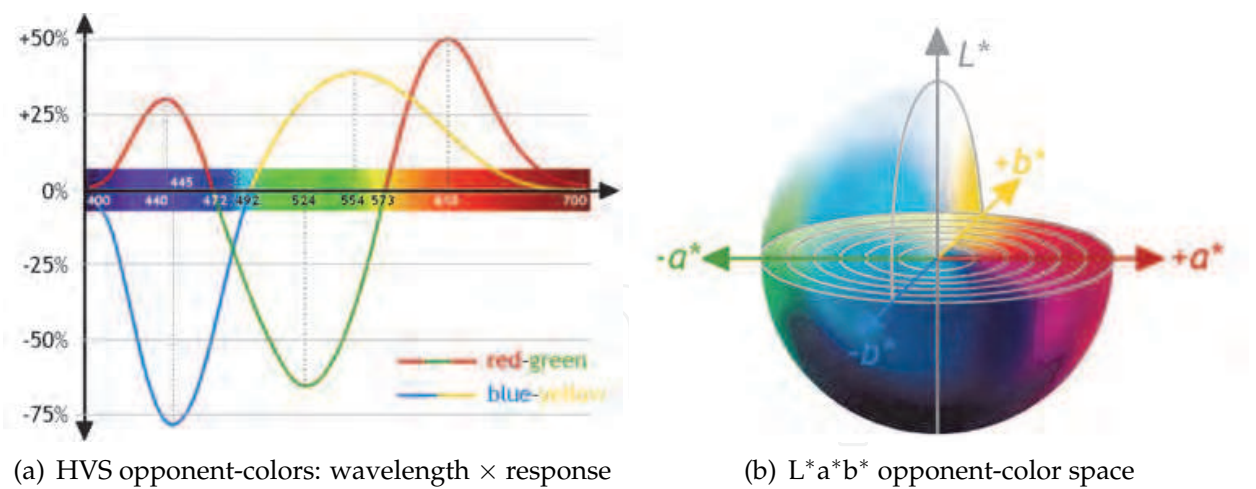 +50%
+25%
0%
-25%
-50%
-75%
445
400 440 472 492 524 554 573 700
red-green
blue-yellow
L*
+b*
-a*
+a*
-b*
(a) HVS opponent-colors: wavelength × response
(b) L*a*b* opponent-color space